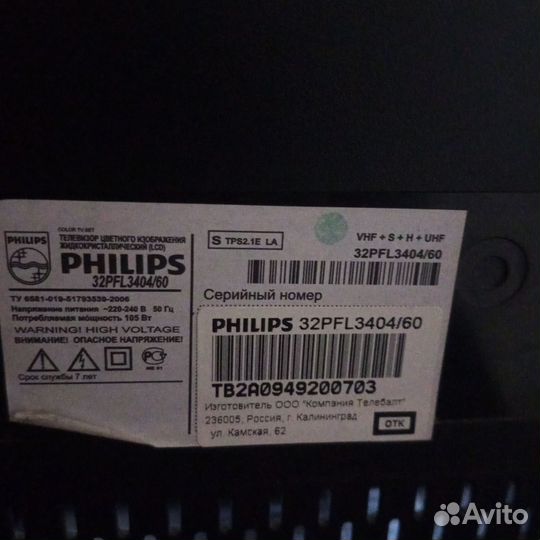 COLOR TV SET
ТЕЛЕВИЗОР ЦВЕТНОГО ИЗОБРАЖЕНИЯ
ЖИДКОКРИСТАЛЛИЧЕСКИЙ (LCD)
PHILIPS
PHILIPS
32PFL3404/60
ТУ 6581-019-51793539-2006
Напряжение питания ~220-240 В 50 Гц
Потребляемая мощность 105 Вт
WARNING! HIGH VOLTAGE
ВНИМАНИЕ! ОПАСНОЕ НАПРЯЖЕНИЕ!
Срок службы 7 лет
S TPS2.1E LA
VHF + S + H + UHF
32PFL3404/60
Серийный номер
PHILIPS 32PFL3404/60
TB2A0949200703
Изготовитель ООО "Компания Телебалт"
236005, Россия, г. Калининград
ул. Камская, 62
ОТК
Avito